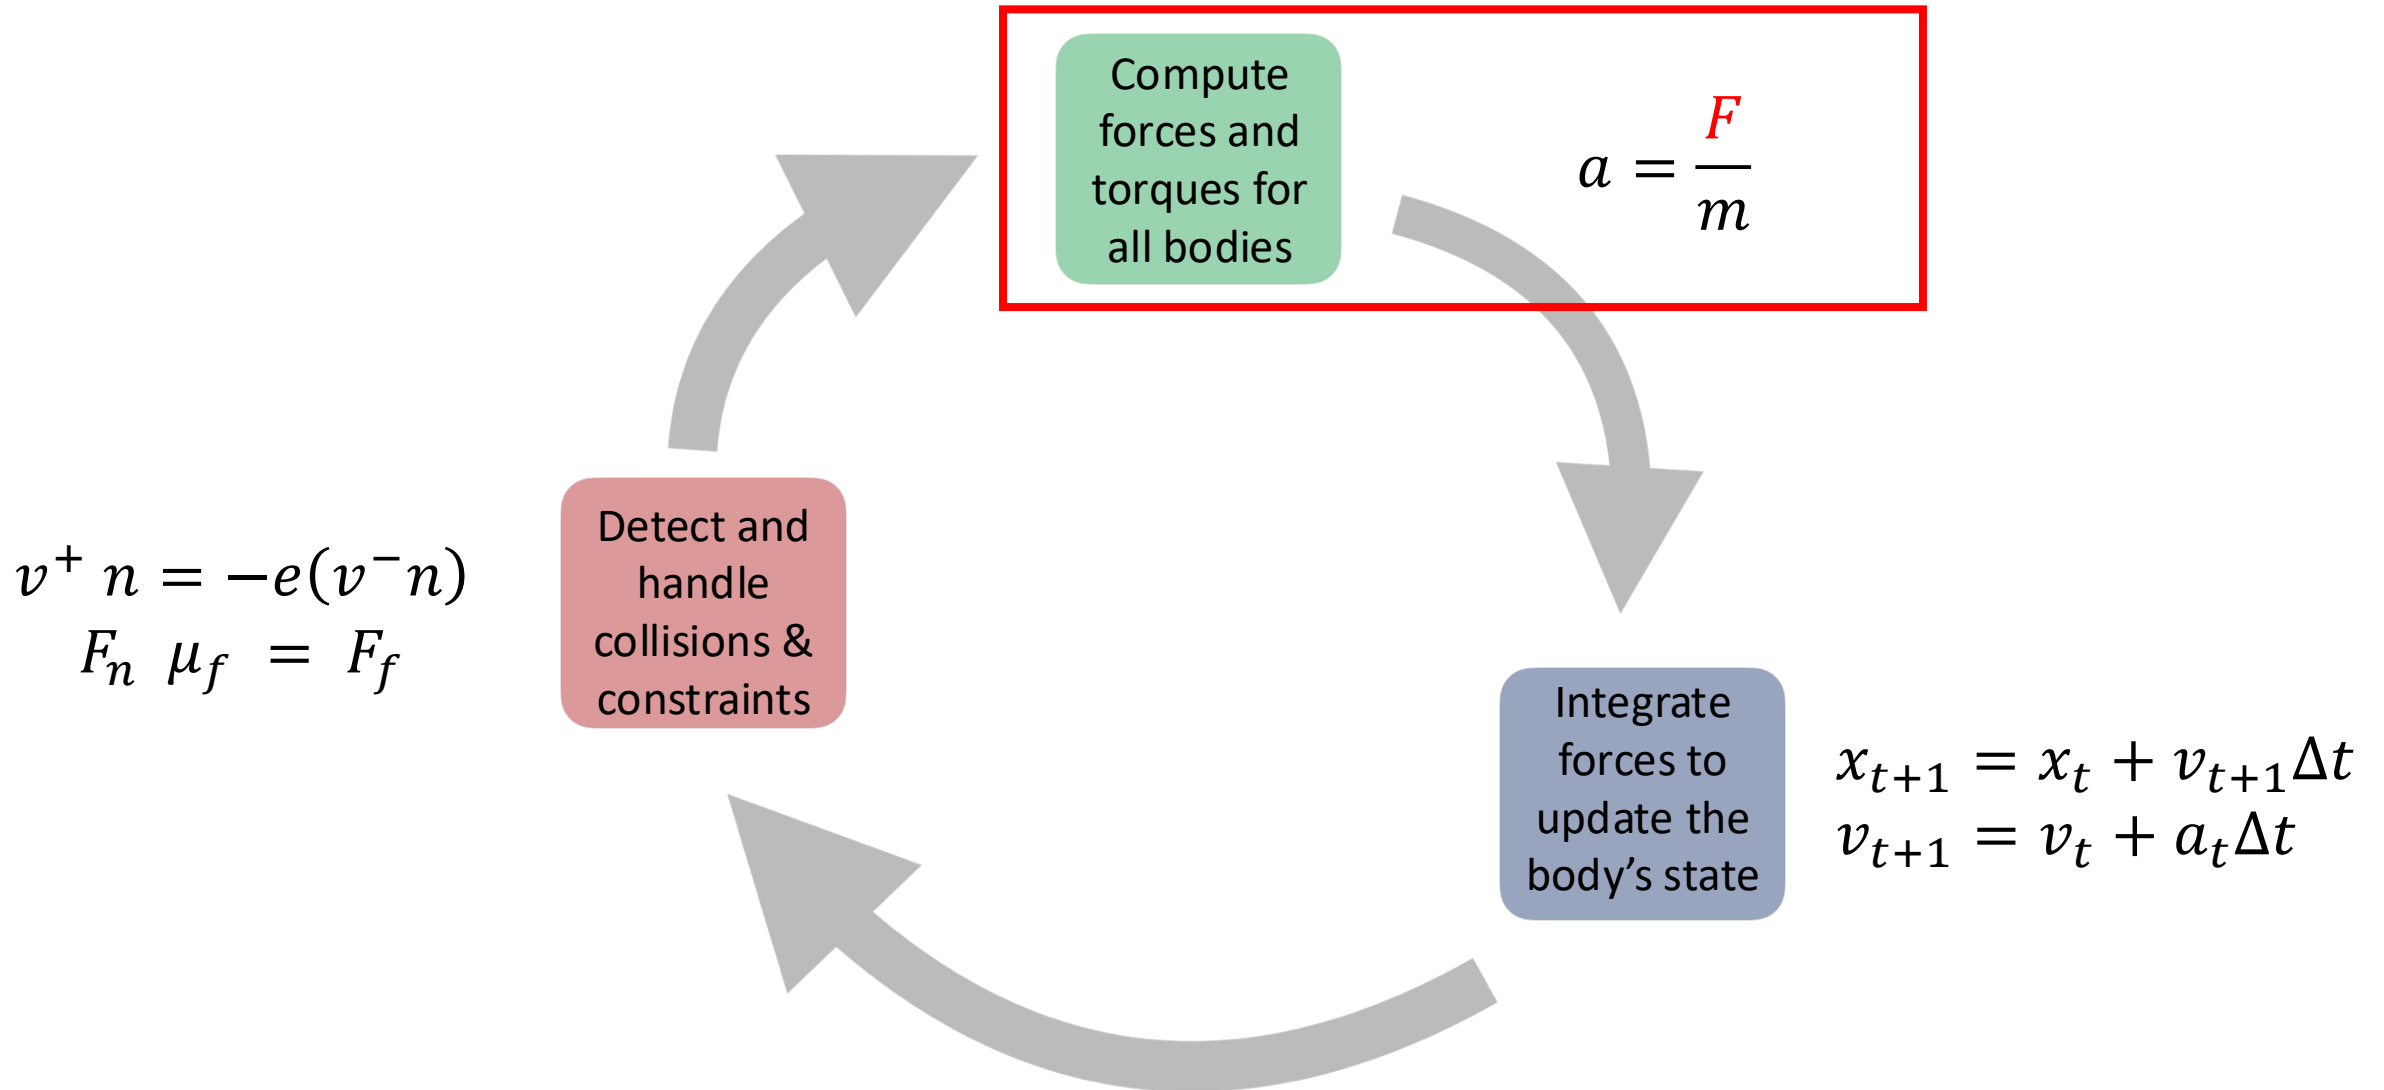 Compute
forces and
torques for
all bodies
a = F/m
Detect and
handle
collisions &
constraints
v⁺ n = −e(v⁻n)
Fₙ μ_f = F_f
Integrate
forces to
update the
body’s state
x_{t+1} = x_t + v_{t+1}Δt
v_{t+1} = v_t + a_tΔt